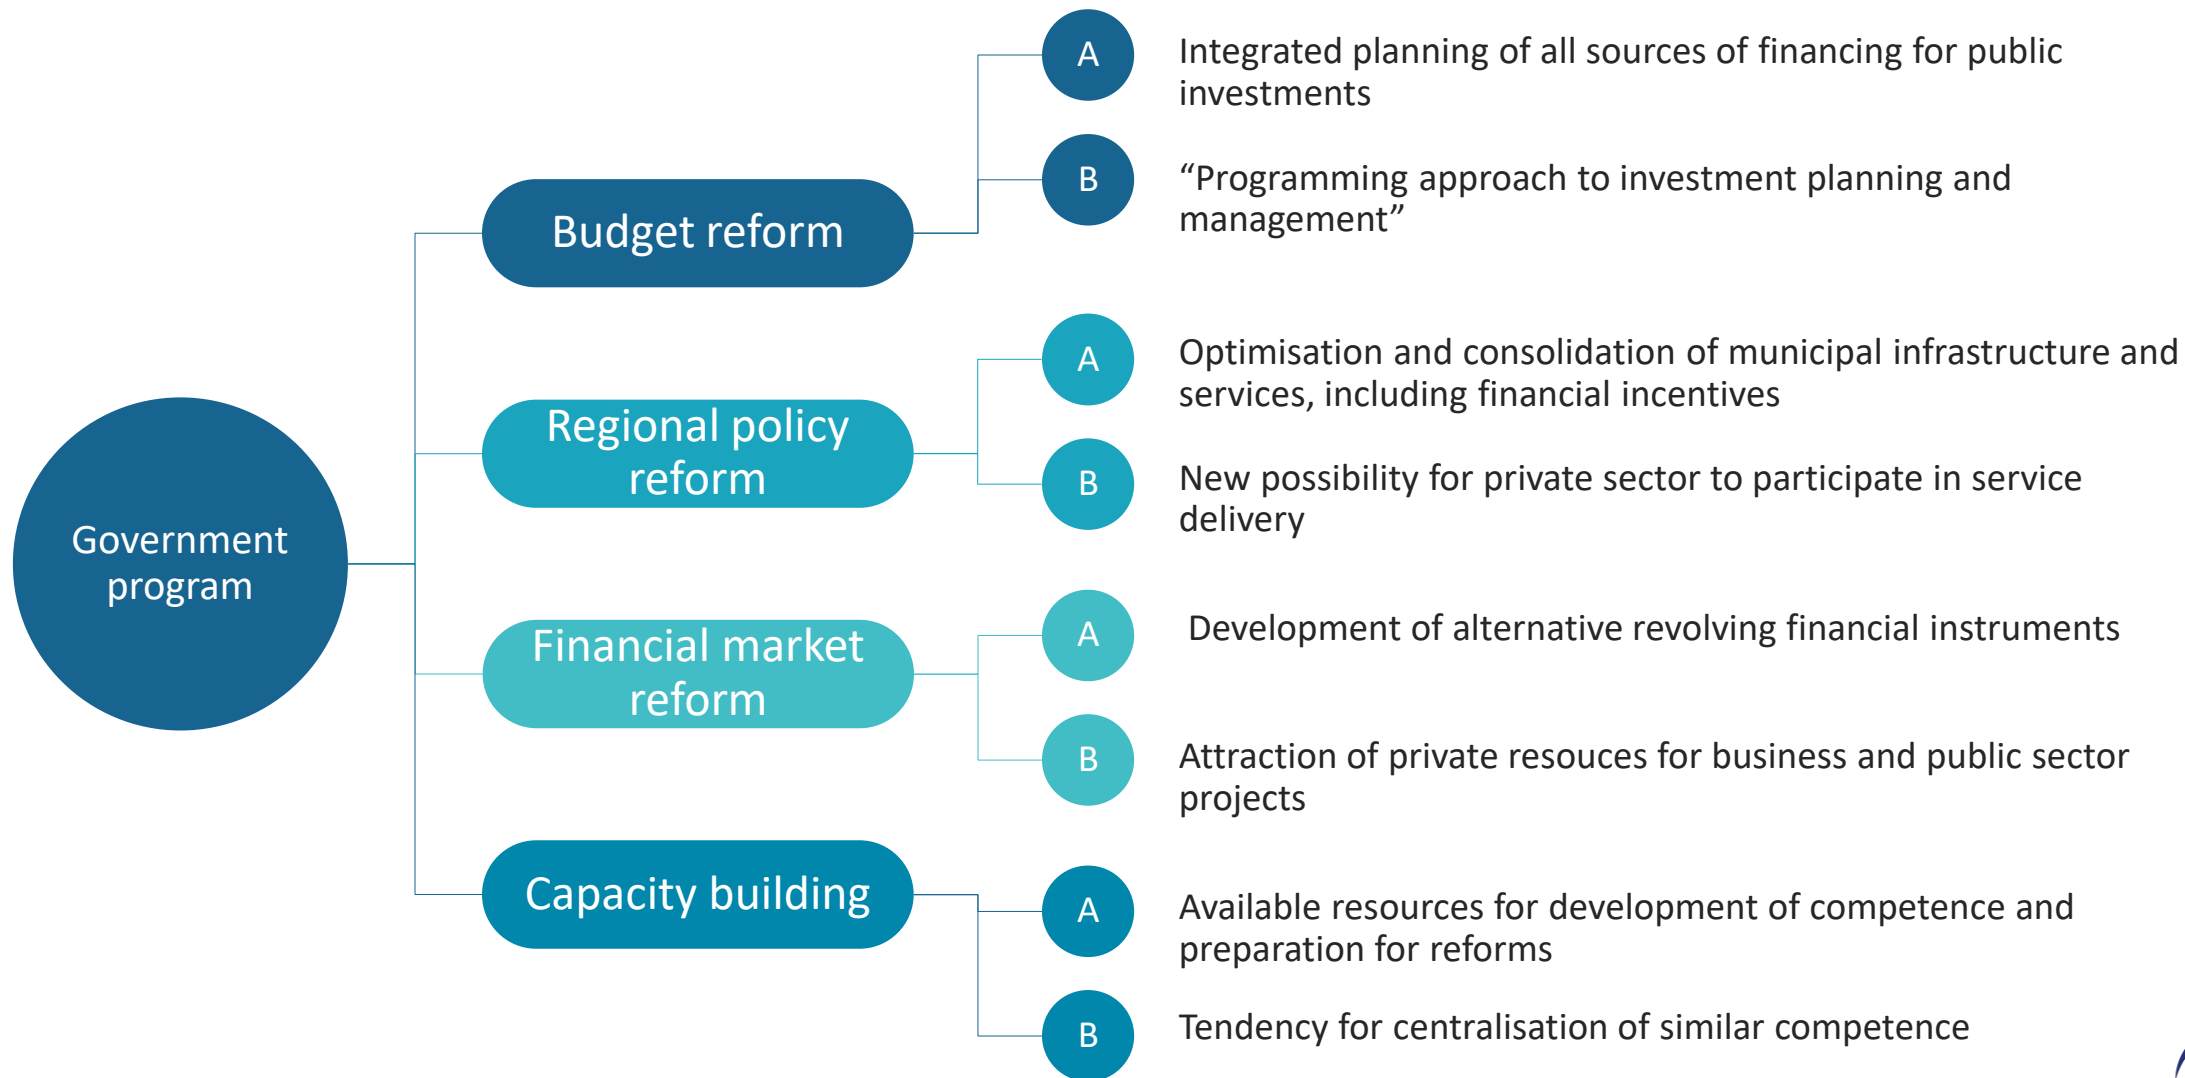 Government
program
Budget reform
A
Integrated planning of all sources of financing for public
investments
B
“Programming approach to investment planning and
management”
Regional policy
reform
A
Optimisation and consolidation of municipal infrastructure and
services, including financial incentives
B
New possibility for private sector to participate in service
delivery
Financial market
reform
A
Development of alternative revolving financial instruments
B
Attraction of private resouces for business and public sector
projects
Capacity building
A
Available resources for development of competence and
preparation for reforms
B
Tendency for centralisation of similar competence